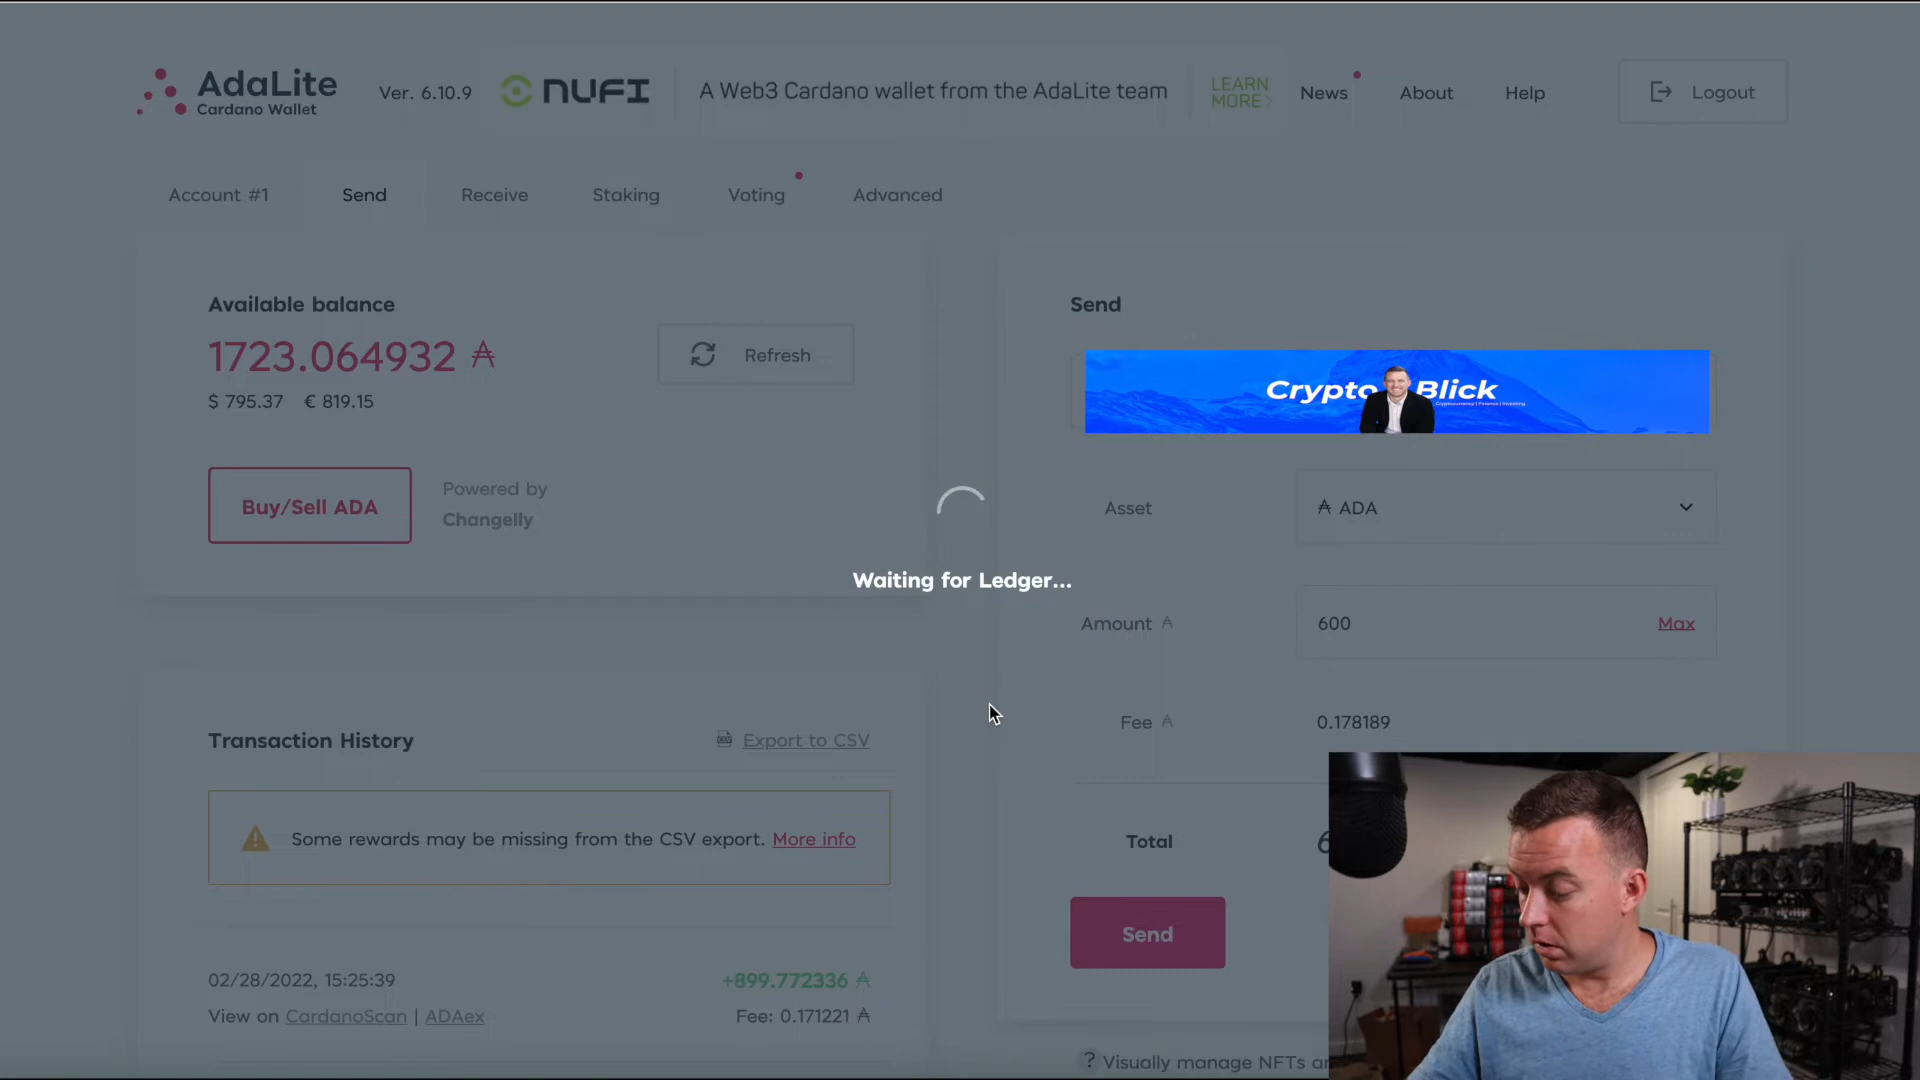 AdaLite
Cardano Wallet
Ver. 6.10.9
NUFI
A Web3 Cardano wallet from the AdaLite team
LEARN
MORE >
News
About
Help
Logout
Account #1
Send
Receive
Staking
Voting
Advanced
Available balance
1723.064932 ₳
$ 795.37 € 819.15
Refresh
Buy/Sell ADA
Powered by
Changelly
Send
Crypto Blick
Cryptocurrency | Finance | Investing
Asset
₳ ADA
Waiting for Ledger...
Amount ₳
600
Max
Fee ₳
0.178189
Total
Send
Transaction History
Export to CSV
Some rewards may be missing from the CSV export. More info
02/28/2022, 15:25:39
+899.772336 ₳
View on CardanoScan | ADAex
Fee: 0.171221 ₳
? Visually manage NFTs